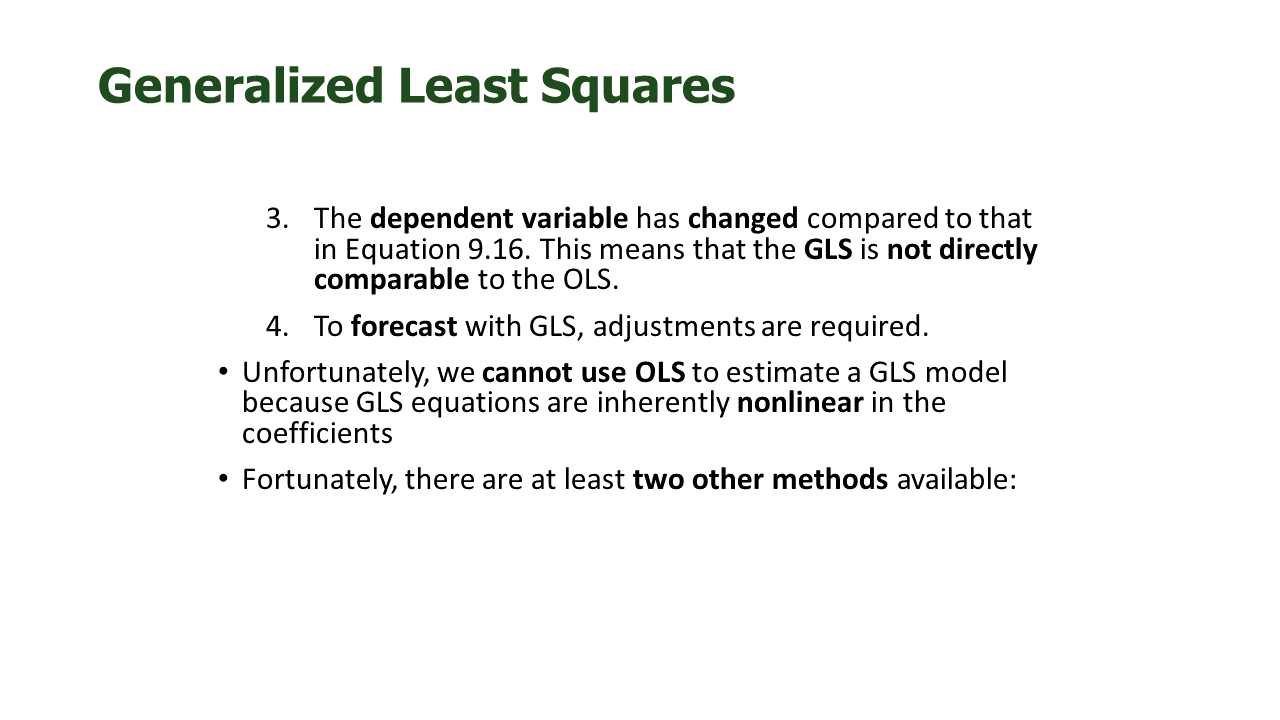 Generalized Least Squares
3. The dependent variable has changed compared to that
in Equation 9.16. This means that the GLS is not directly
comparable to the OLS.
4. To forecast with GLS, adjustments are required.
• Unfortunately, we cannot use OLS to estimate a GLS model
because GLS equations are inherently nonlinear in the
coefficients
• Fortunately, there are at least two other methods available: